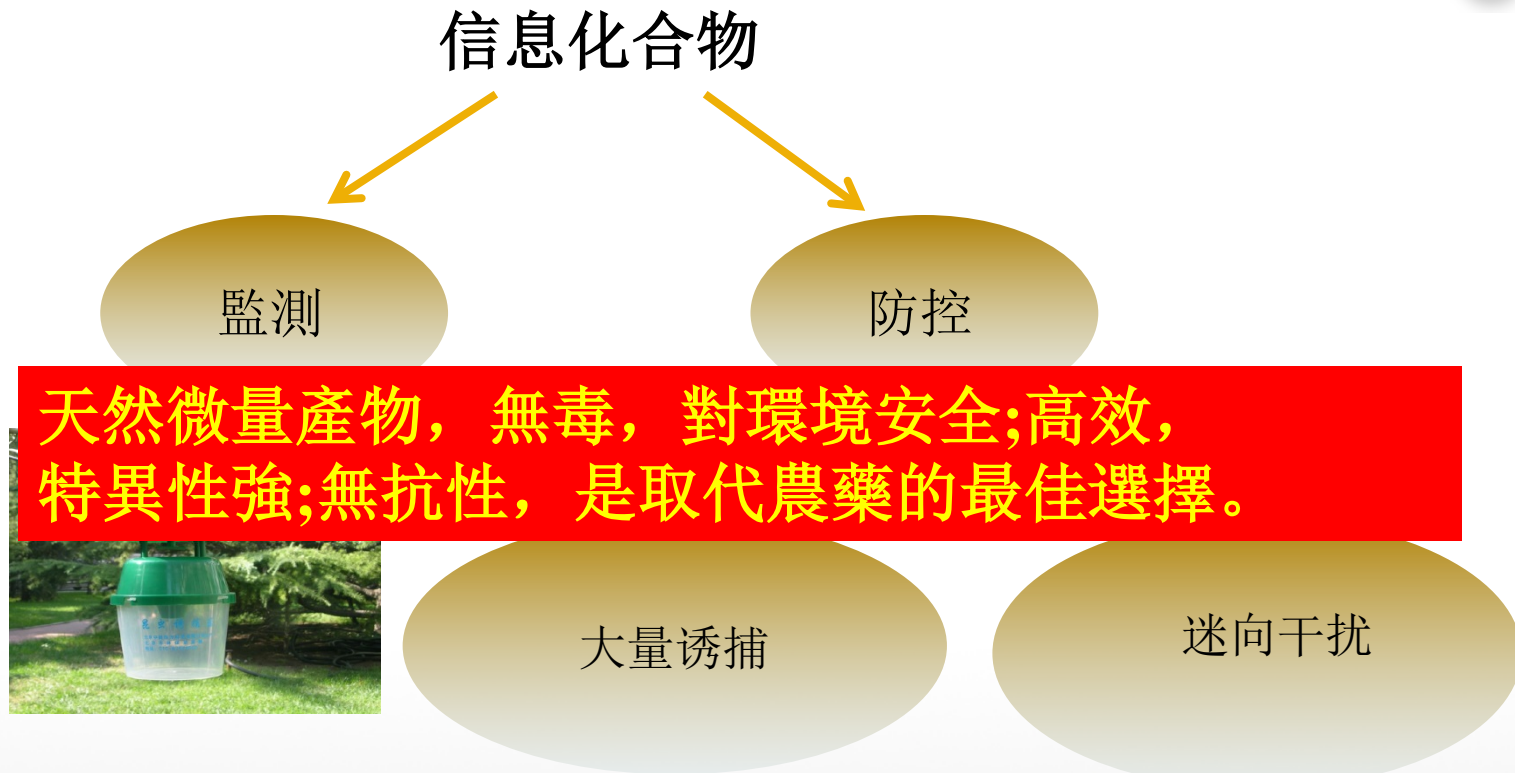 信息化合物
監測
防控
天然微量產物，無毒，對環境安全;高效，
特異性強;無抗性，是取代農藥的最佳選擇。
大量诱捕
迷向干扰